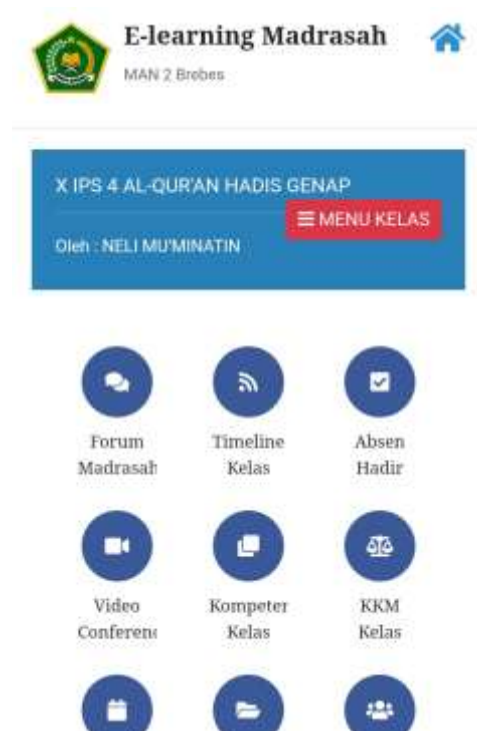 E-learning Madrasah
MAN 2 Brebes
X IPS 4 AL-QUR'AN HADIS GENAP
MENU KELAS
Oleh : NELI MU'MINATIN
Forum
Madrasah
Timeline
Kelas
Absen
Hadir
Video
Conferenc
Kompeter
Kelas
KKM
Kelas